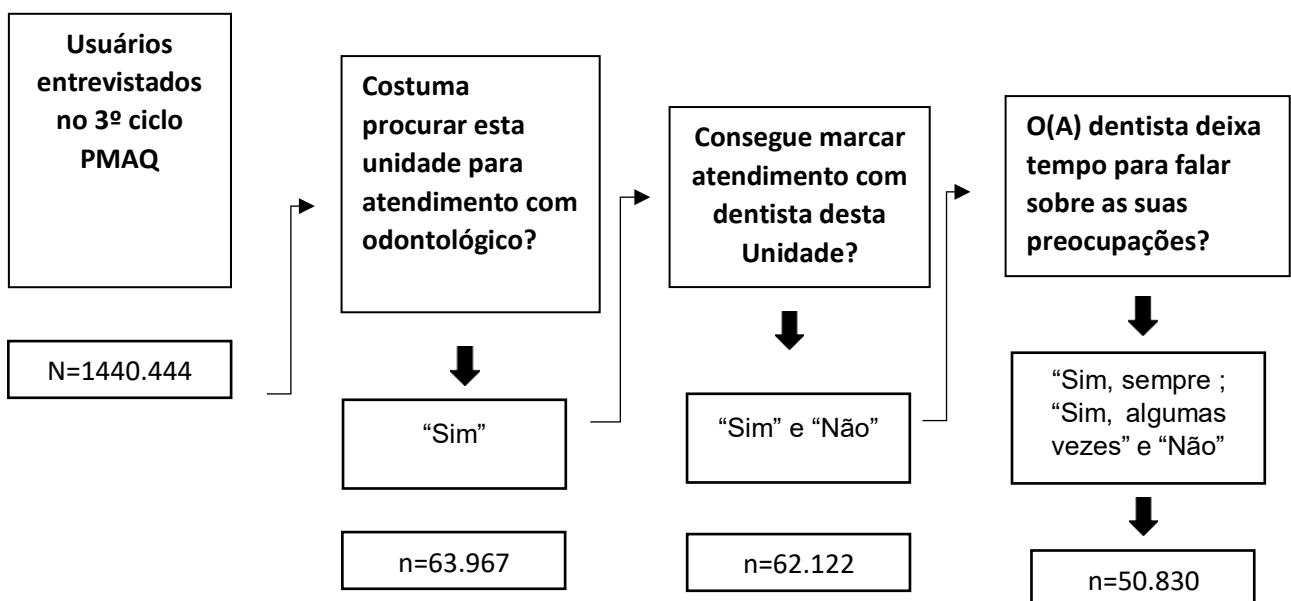 Usuários
entrevistados
no 3º ciclo
PMAQ
N=1440.444
Costuma
procurar esta
unidade para
atendimento com
odontológico?
“Sim”
n=63.967
Consegue marcar
atendimento com
dentista desta
Unidade?
“Sim” e “Não”
n=62.122
O(A) dentista deixa
tempo para falar
sobre as suas
preocupações?
“Sim, sempre ;
“Sim, algumas
vezes” e “Não”
n=50.830